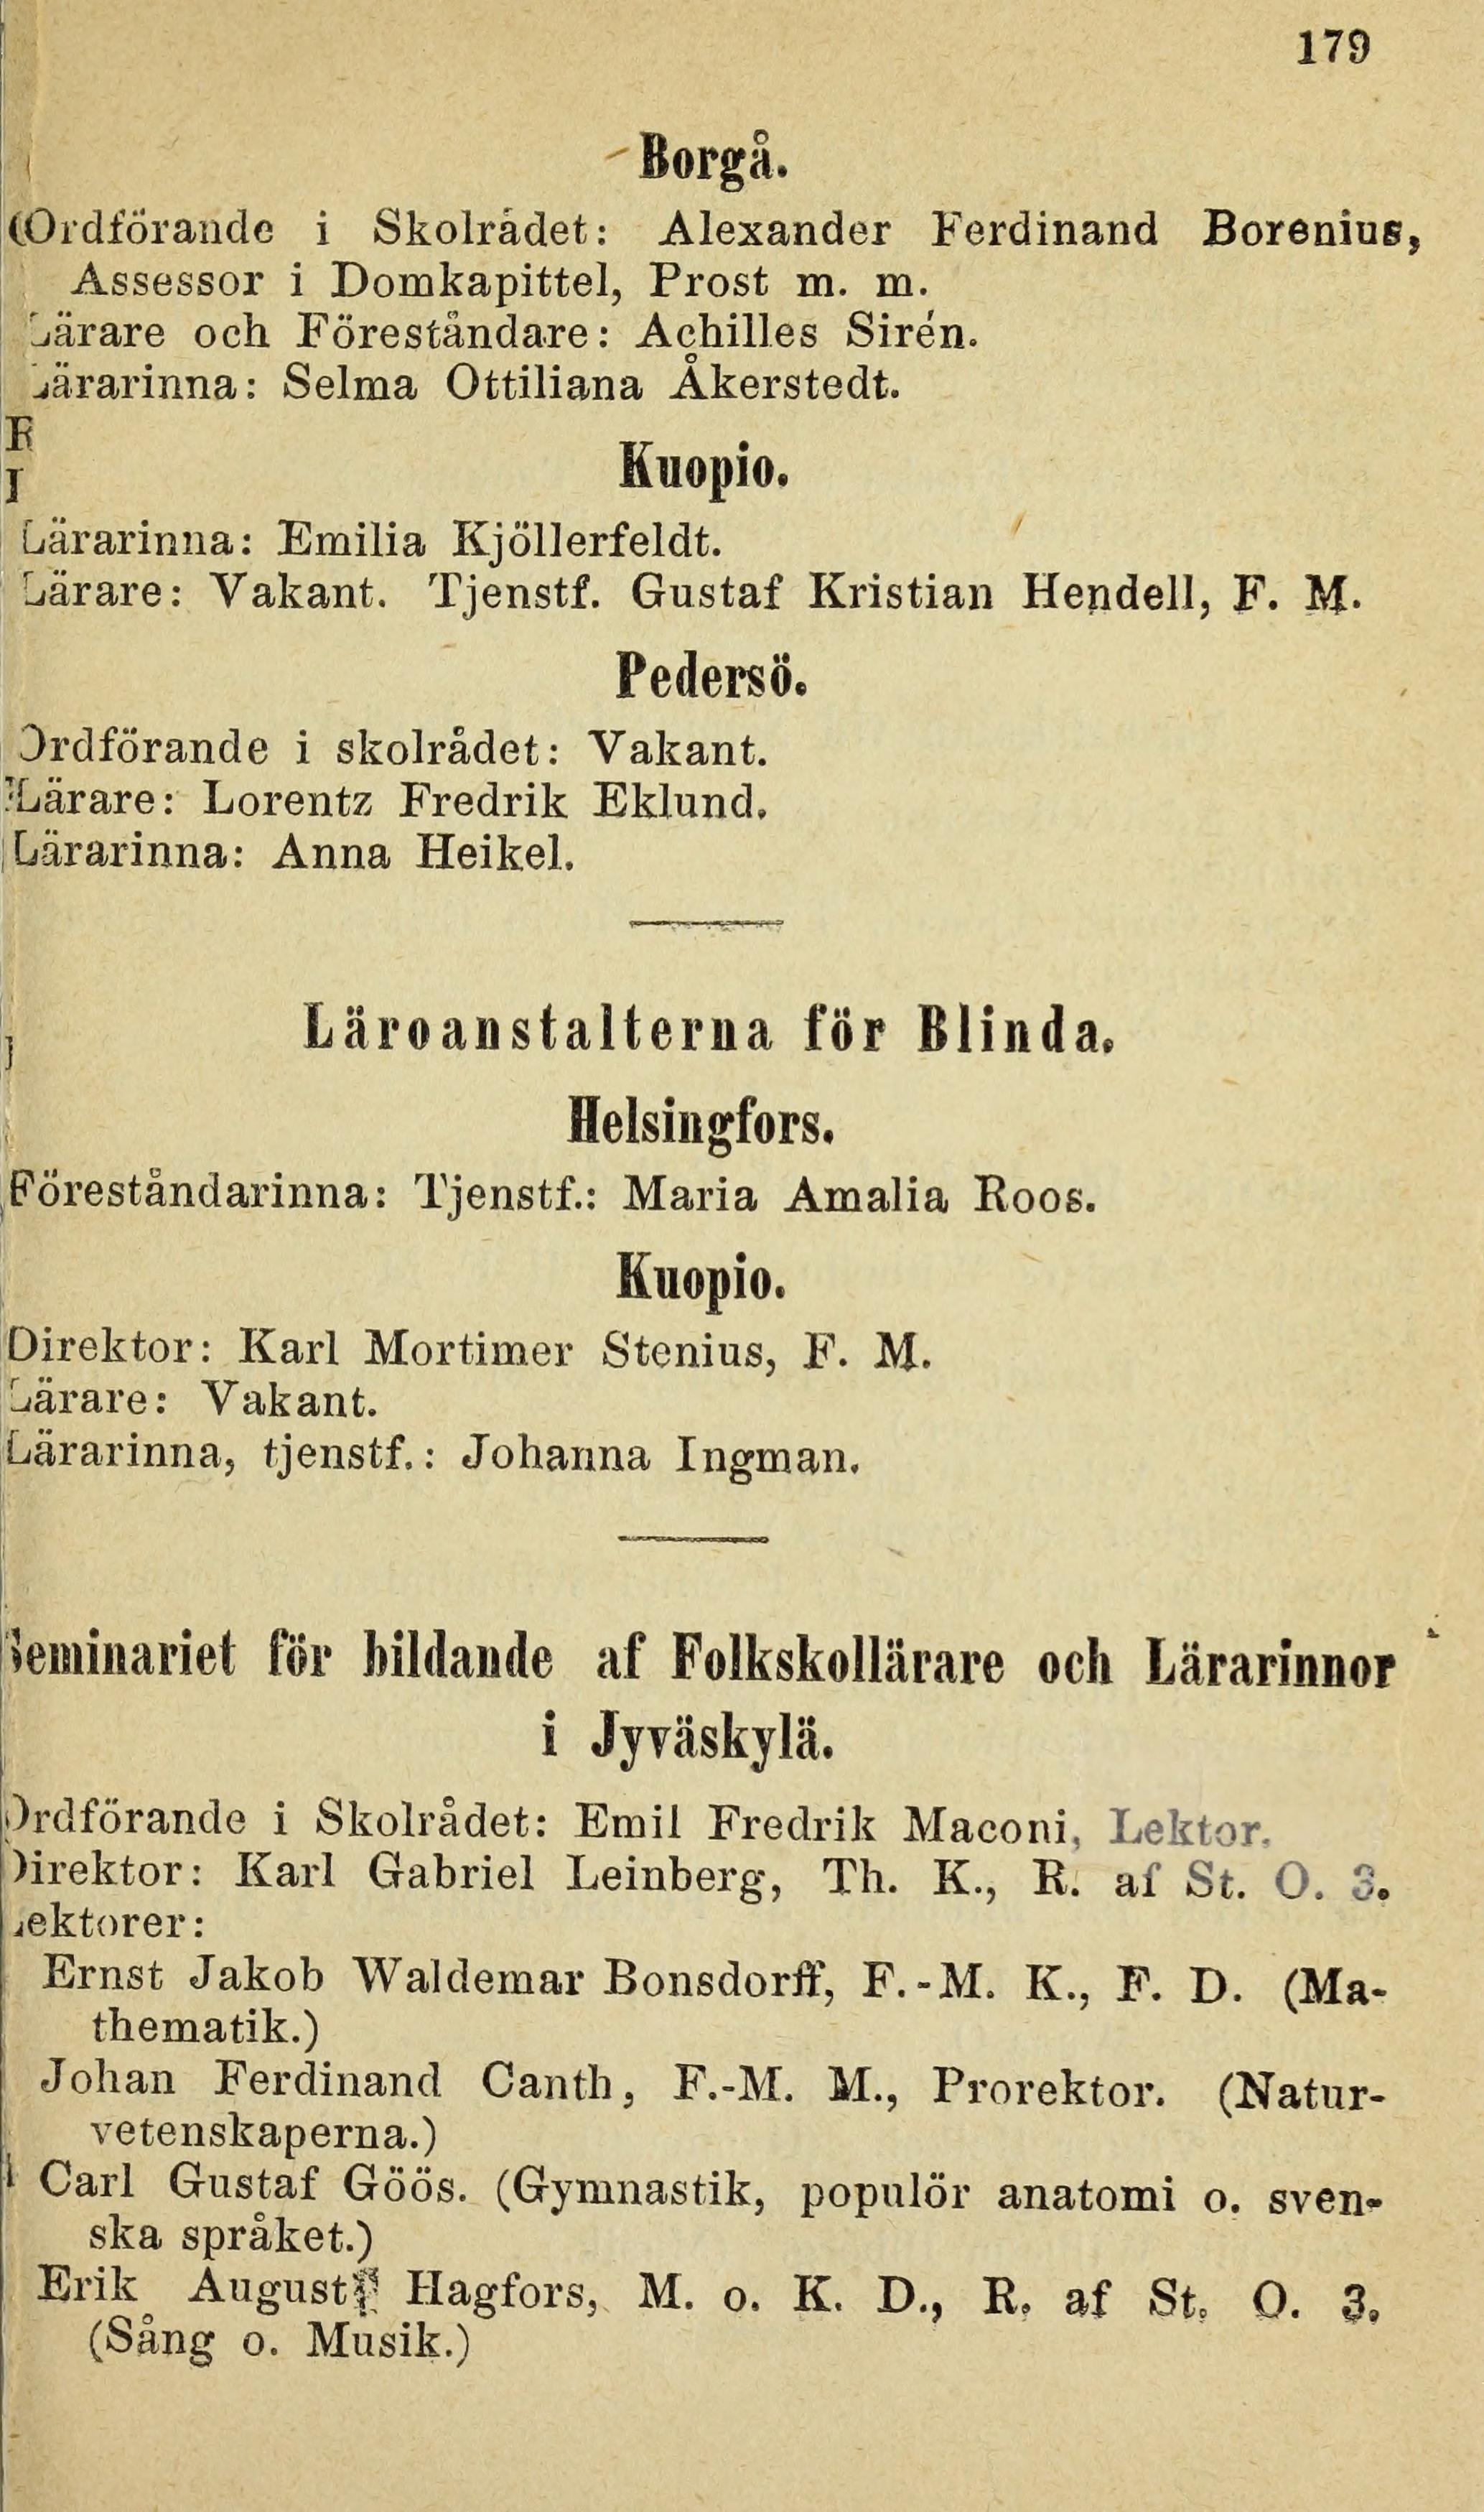 179
Borgå.
Ordförande i Skolrådet: Alexander Ferdinand Borenius,
Assessor i Domkapittel, Prost m. m.
Lärare och Föreståndare: Achilles Sirén.
Lärarinna: Selma Ottiliana Åkerstedt.
Kuopio.
Lärarinna: Emilia Kjöllerfeldt.
Lärare: Vakant. Tjenstf. Gustaf Kristian Hendell, F. M.
Pedersö.
Ordförande i skolrådet: Vakant.
Lärare: Lorentz Fredrik Eklund.
Lärarinna: Anna Heikel.
Läroanstalterna för Blinda.
Helsingfors.
Föreståndarinna: Tjenstf.: Maria Amalia Roos.
Kuopio.
Direktor: Karl Mortimer Stenius, F. M.
Lärare: Vakant.
Lärarinna, tjenstf.: Johanna Ingman.
Seminariet för bildande af Folkskollärare och Lärarinnor
i Jyväskylä.
Ordförande i Skolrådet: Emil Fredrik Maconi, Lektor.
Direktor: Karl Gabriel Leinberg, Th. K., R. af St. O. 3.
Lektorer:
Ernst Jakob Waldemar Bonsdorff, F.-M. K., F. D. (Ma-
thematik.)
Johan Ferdinand Canth, F.-M. M., Prorektor. (Natur-
vetenskaperna.)
Carl Gustaf Göös. (Gymnastik, populör anatomi o. sven-
ska språket.)
Erik August Hagfors, M. o. K. D., R. af St. O. 3.
(Sång o. Musik.)